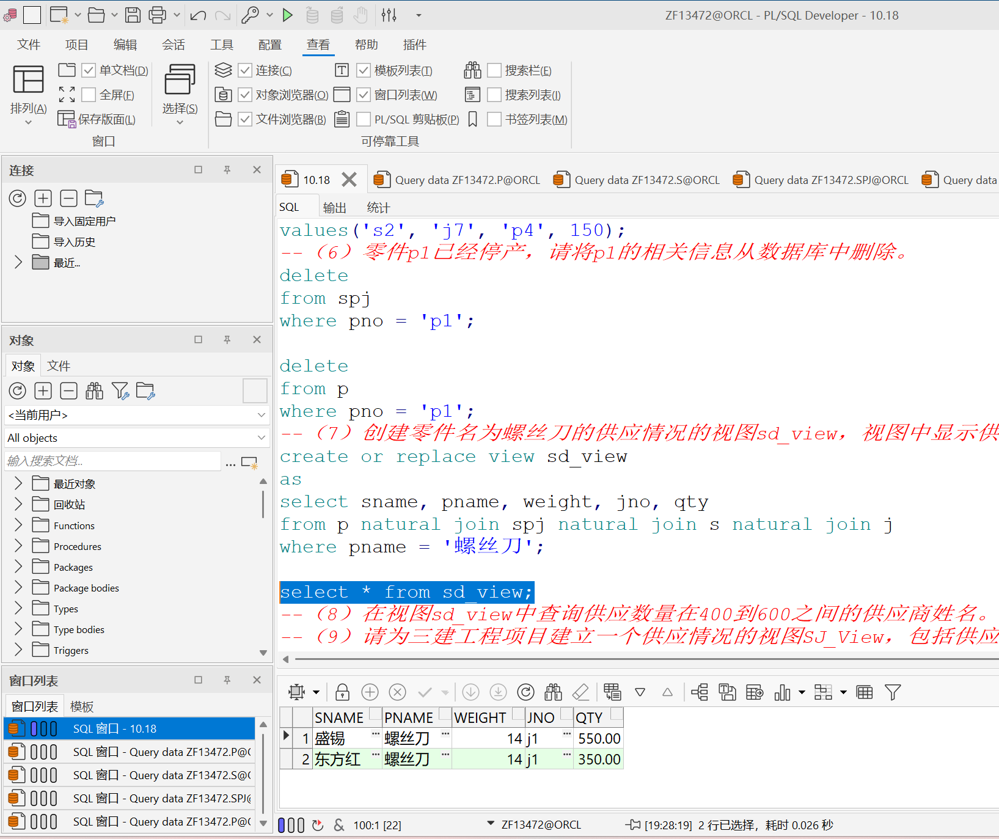 ZF13472@ORCL - PL/SQL Developer - 10.18
文件 项目 编辑 会话 工具 配置 查看 帮助 插件
排列(A)
单文档(D)
全屏(F)
保存版面(L)
选择(S)
窗口
连接(C)
对象浏览器(O)
文件浏览器(B)
模板列表(T)
窗口列表(W)
PL/SQL 剪贴板(P)
搜索栏(E)
搜索列表(I)
书签列表(M)
可停靠工具
连接
导入固定用户
导入历史
最近...
对象
对象 文件
<当前用户>
All objects
输入搜索文档...
...
最近对象
回收站
Functions
Procedures
Packages
Package bodies
Types
Type bodies
Triggers
窗口列表
窗口列表 模板
SQL 窗口 - 10.18
SQL 窗口 - Query data ZF13472.P@
SQL 窗口 - Query data ZF13472.S@
SQL 窗口 - Query data ZF13472.SPJ@
SQL 窗口 - Query data ZF13472.P@
10.18 Query data ZF13472.P@ORCL Query data ZF13472.S@ORCL Query data ZF13472.SPJ@ORCL Query data
SQL 输出 统计
values('s2', 'j7', 'p4', 150);
--（6）零件p1已经停产，请将p1的相关信息从数据库中删除。
delete
from spj
where pno = 'p1';
delete
from p
where pno = 'p1';
--（7）创建零件名为螺丝刀的供应情况的视图sd_view，视图中显示供
create or replace view sd_view
as
select sname, pname, weight, jno, qty
from p natural join spj natural join s natural join j
where pname = '螺丝刀';
select * from sd_view;
--（8）在视图sd_view中查询供应数量在400到600之间的供应商姓名。
--（9）请为三建工程项目建立一个供应情况的视图SJ_View，包括供应
SNAME PNAME WEIGHT JNO QTY
1 盛锡 ... 螺丝刀 ... 14 j1 ... 550.00
2 东方红 ... 螺丝刀 ... 14 j1 ... 350.00
& 100:1 [22] ZF13472@ORCL [19:28:19] 2 行已选择，耗时 0.026 秒